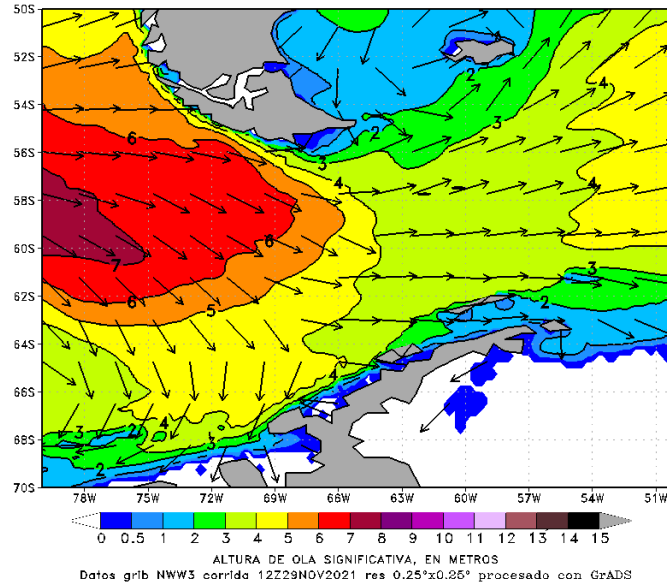 50S
52S
54S
56S
58S
60S
62S
64S
66S
68S
70S
78W 75W 72W 69W 66W 63W 60W 57W 54W 51W
2
4
6
2
3
3
4
4
6
7
6
5
3
2
4
3 2 4 3
2
0 0.5 1 2 3 4 5 6 7 8 9 10 11 12 13 14 15
ALTURA DE OLA SIGNIFICATIVA, EN METROS
Datos grib NWW3 corrida 12Z29NOV2021 res 0.25°x0.25° procesado con GrADS